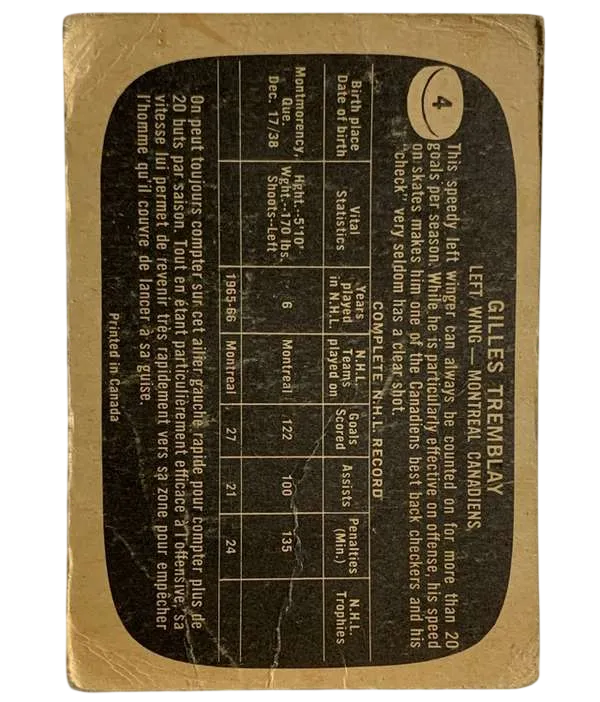 4
GILLES TREMBLAY
LEFT WING — MONTREAL CANADIENS
This speedy left winger can always be counted on for more than 20
goals per season. While he is particularly effective on offense, his speed
on skates makes him one of the Canadiens best back checkers and his
"check" very seldom has a clear shot.
COMPLETE N.H.L. RECORD
Birth place
Date of birth
Vital
Statistics
Years
played
in N.H.L.
N.H.L.
Teams
played on
Goals
Scored
Assists
Penalties
(Min.)
N.H.L.
Trophies
Montmorency,
Que.
Dec. 17/38
Hght.--5'10"
Wght.--170 lbs.
Shoots--Left
6
Montreal
122
100
135
1965-66
Montreal
27
21
24
On peut toujours compter sur cet ailier gauche rapide pour compter plus de
20 buts par saison. Tout en étant particulièrement efficace à l'offensive, sa
vitesse lui permet de revenir très rapidement vers sa zone pour empêcher
l'homme qu'il couvre de lancer à sa guise.
Printed in Canada